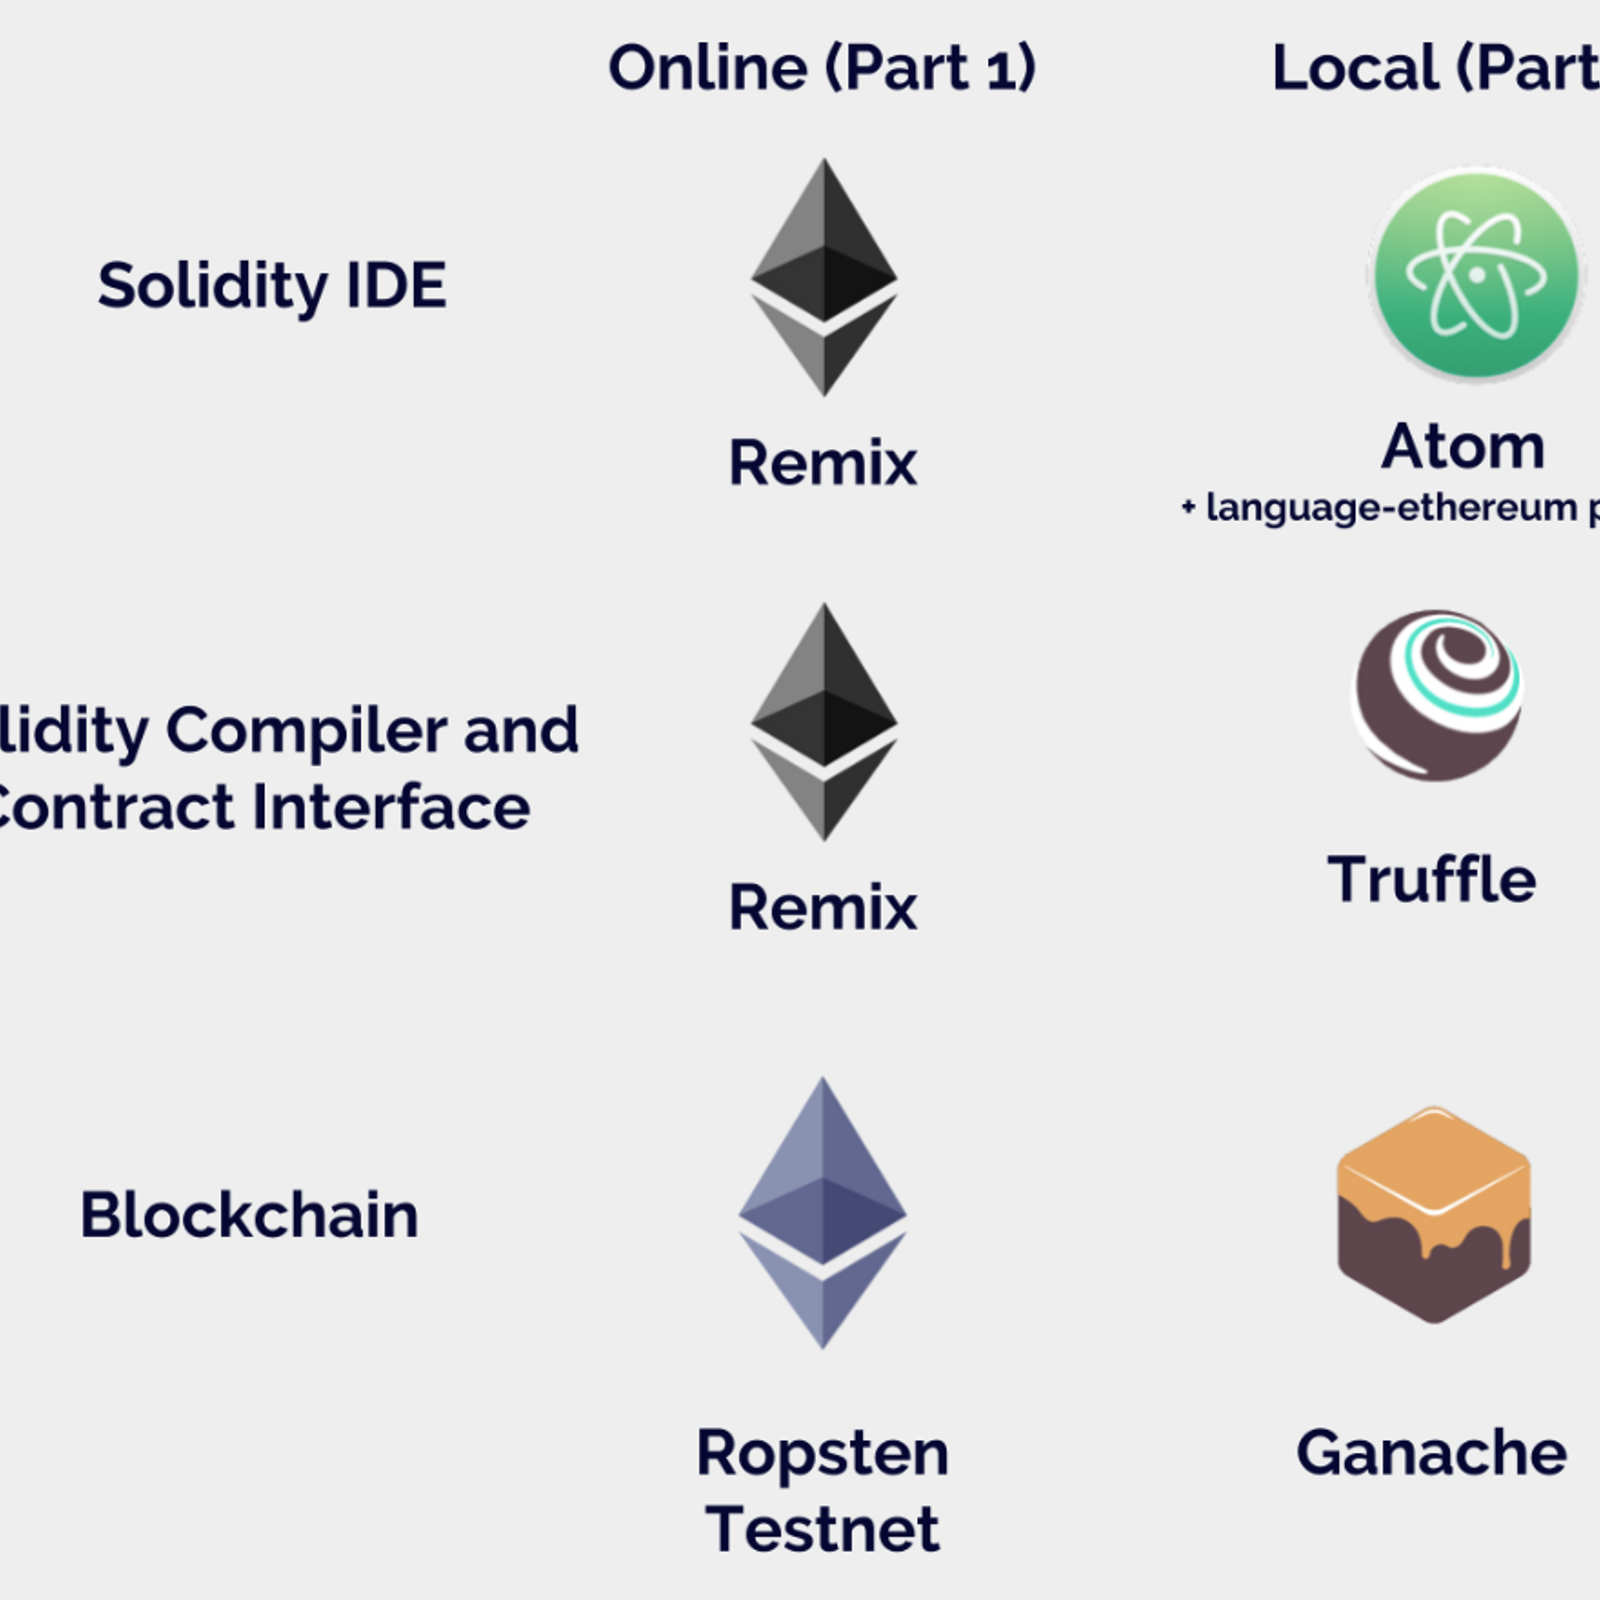 Online (Part 1)
Local (Part
Solidity IDE
Remix
Atom
+ language-ethereum p
lidity Compiler and
Contract Interface
Remix
Truffle
Blockchain
Ropsten
Testnet
Ganache